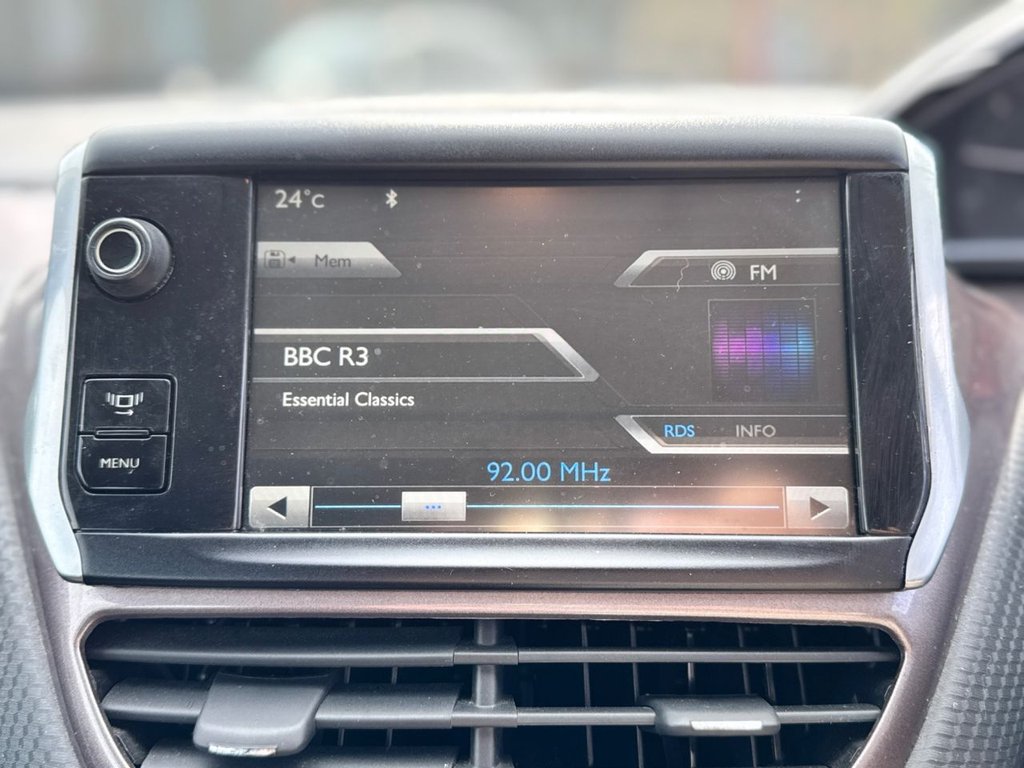 24°C
Mem
FM
BBC R3
Essential Classics
RDS INFO
MENU
92.00 MHz